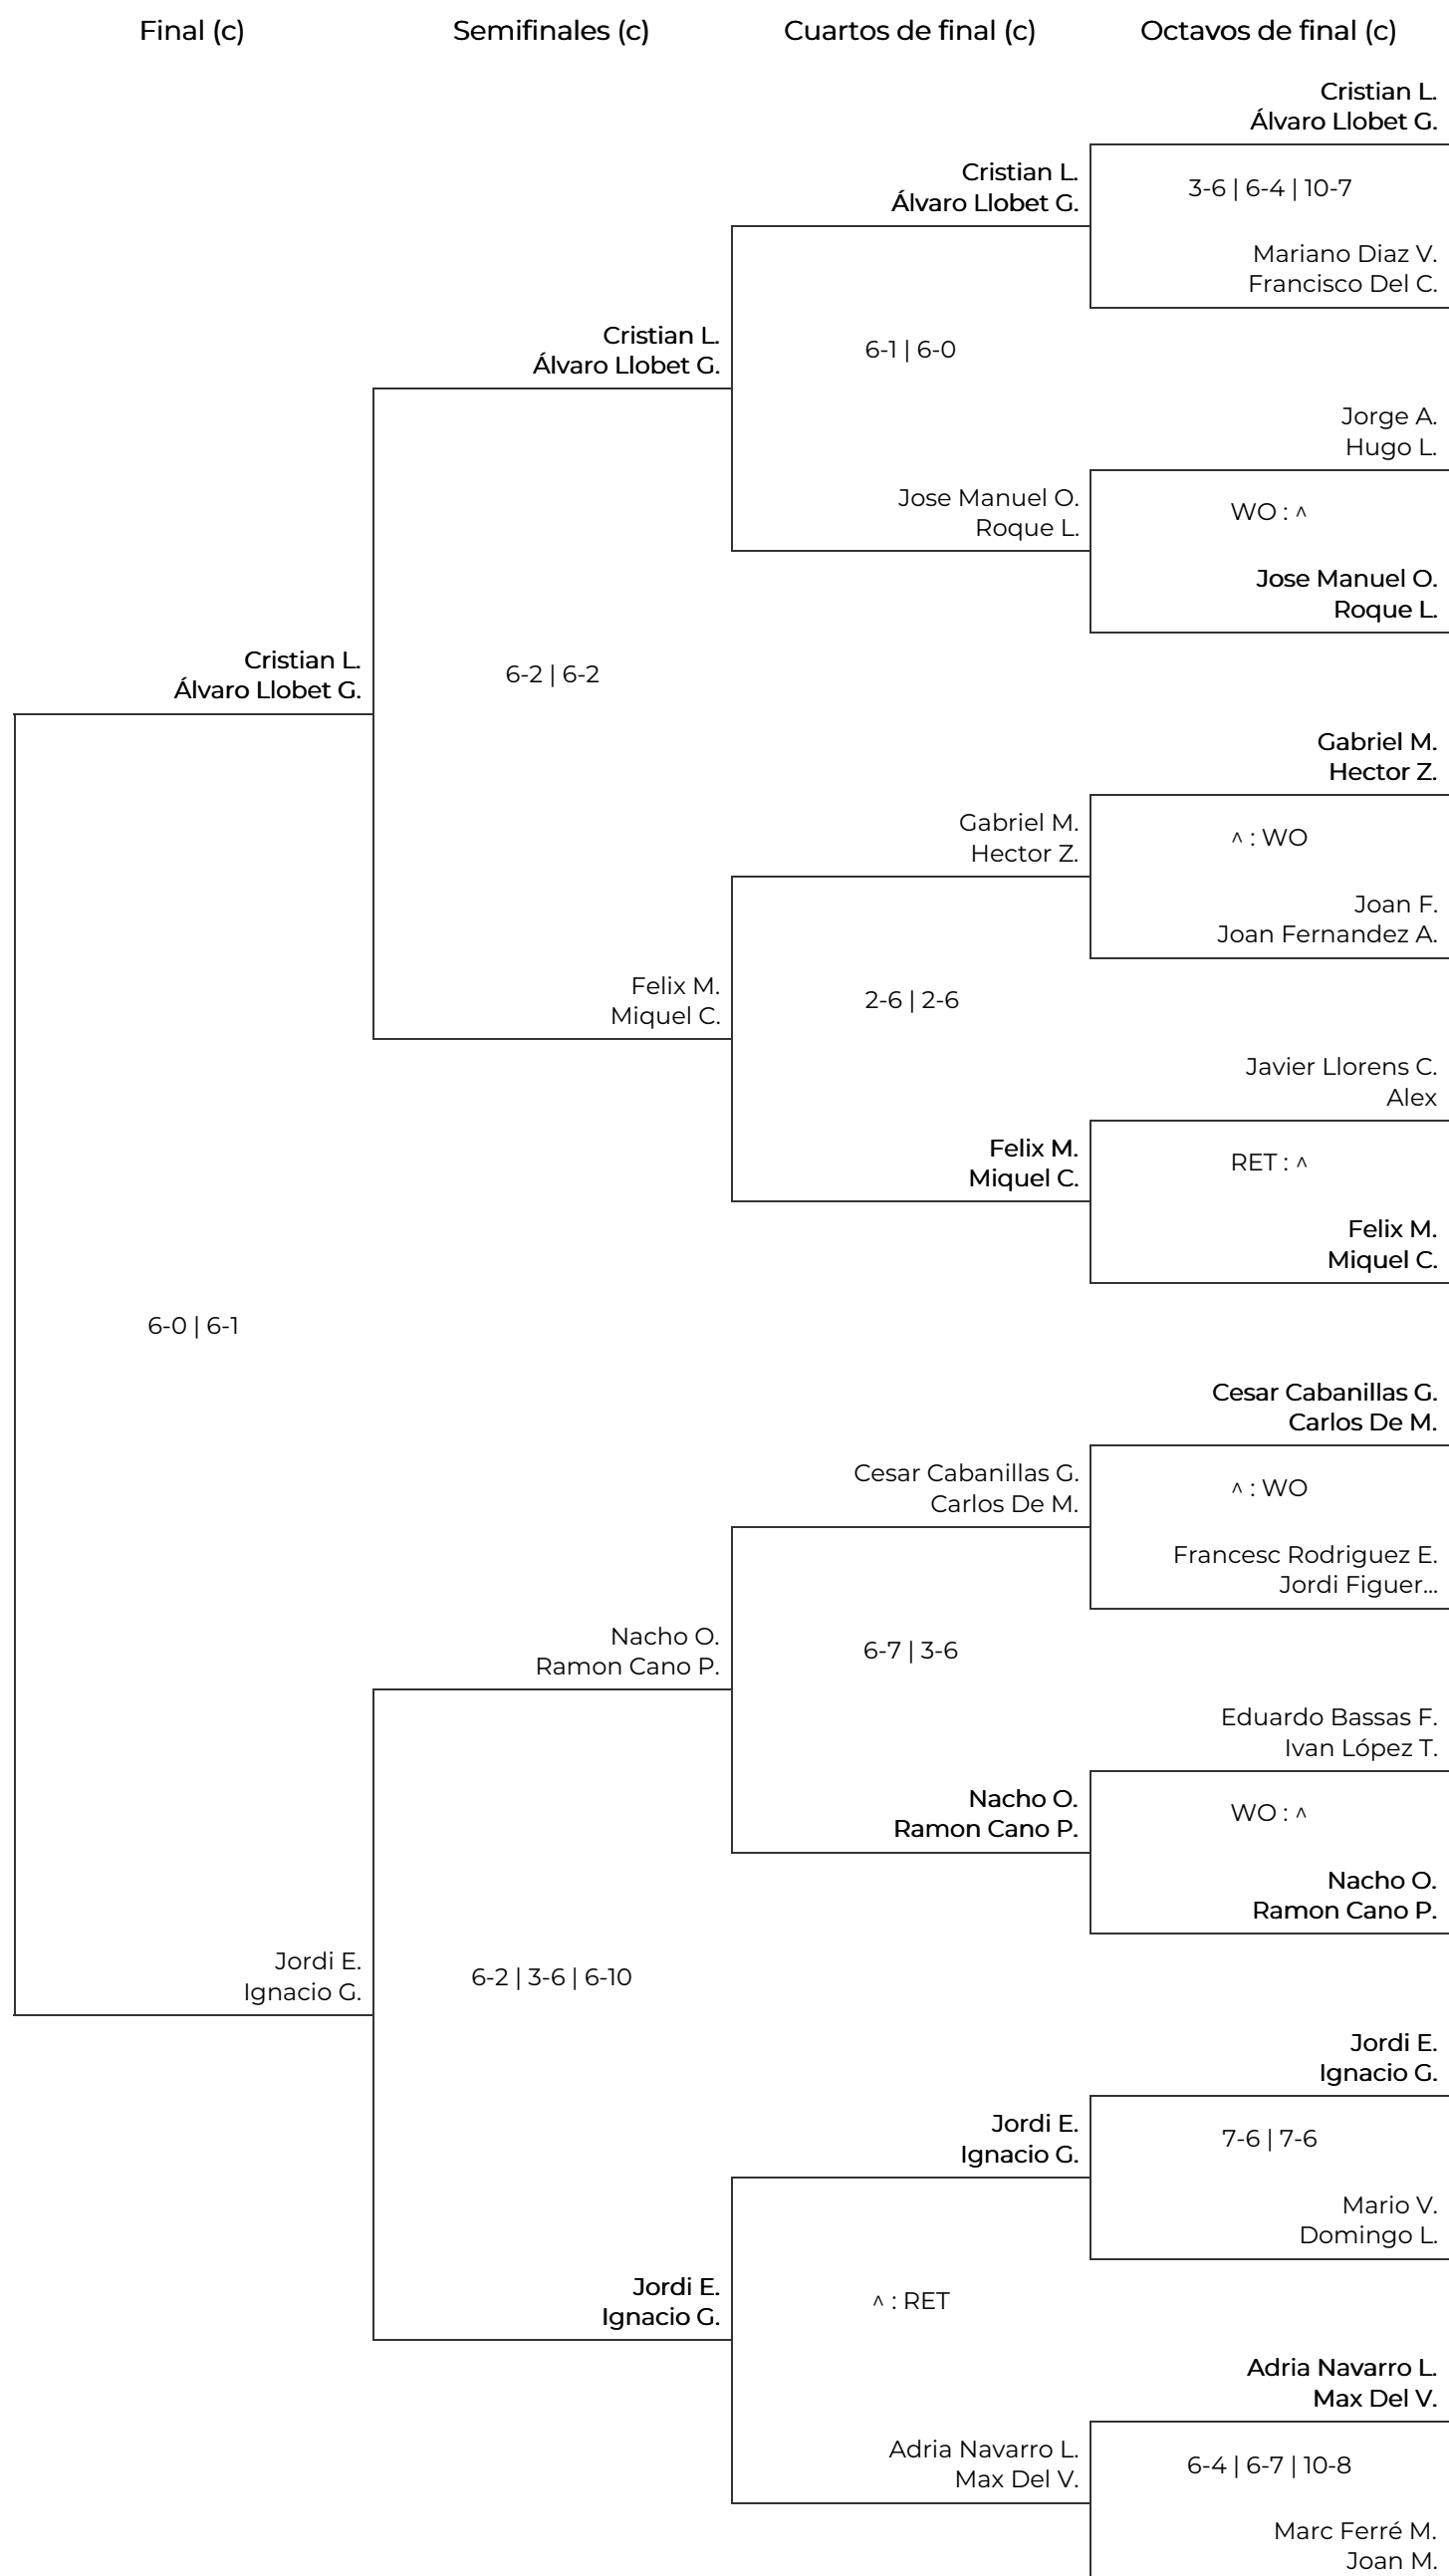 Final (c)
Semifinales (c)
Cuartos de final (c)
Octavos de final (c)
Cristian L.
Álvaro Llobet G.
3-6 | 6-4 | 10-7
Mariano Diaz V.
Francisco Del C.
Cristian L.
Álvaro Llobet G.
6-1 | 6-0
Jose Manuel O.
Roque L.
Jorge A.
Hugo L.
WO : ^
Jose Manuel O.
Roque L.
Cristian L.
Álvaro Llobet G.
6-2 | 6-2
Felix M.
Miquel C.
Cristian L.
Álvaro Llobet G.
Gabriel M.
Hector Z.
^ : WO
Joan F.
Joan Fernandez A.
Gabriel M.
Hector Z.
2-6 | 2-6
Felix M.
Miquel C.
Javier Llorens C.
Alex
RET : ^
Felix M.
Miquel C.
6-0 | 6-1
Cesar Cabanillas G.
Carlos De M.
^ : WO
Francesc Rodriguez E.
Jordi Figuer...
Cesar Cabanillas G.
Carlos De M.
6-7 | 3-6
Nacho O.
Ramon Cano P.
Eduardo Bassas F.
Ivan López T.
WO : ^
Nacho O.
Ramon Cano P.
Nacho O.
Ramon Cano P.
6-2 | 3-6 | 6-10
Jordi E.
Ignacio G.
Jordi E.
Ignacio G.
Jordi E.
Ignacio G.
7-6 | 7-6
Mario V.
Domingo L.
Jordi E.
Ignacio G.
^ : RET
Adria Navarro L.
Max Del V.
Adria Navarro L.
Max Del V.
6-4 | 6-7 | 10-8
Marc Ferré M.
Joan M.